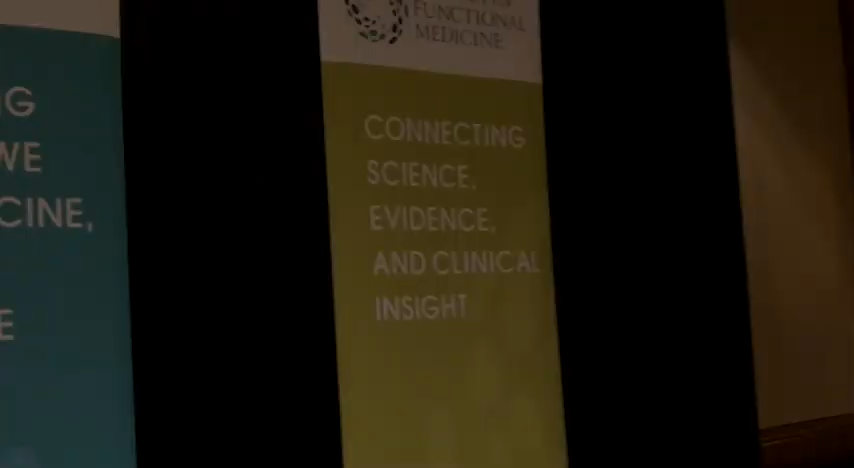 FUNCTIONAL
MEDICINE
CONNECTING
SCIENCE,
EVIDENCE,
AND CLINICAL
INSIGHT
G
WE
CINE,
E